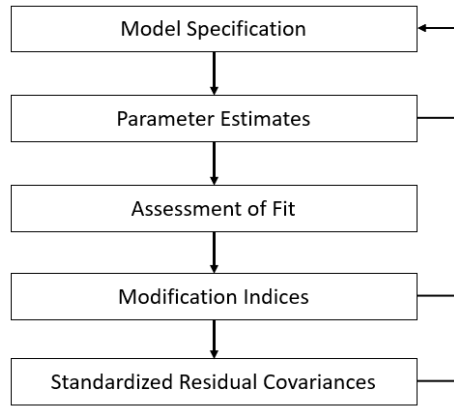 Model Specification
Parameter Estimates
Assessment of Fit
Modification Indices
Standardized Residual Covariances